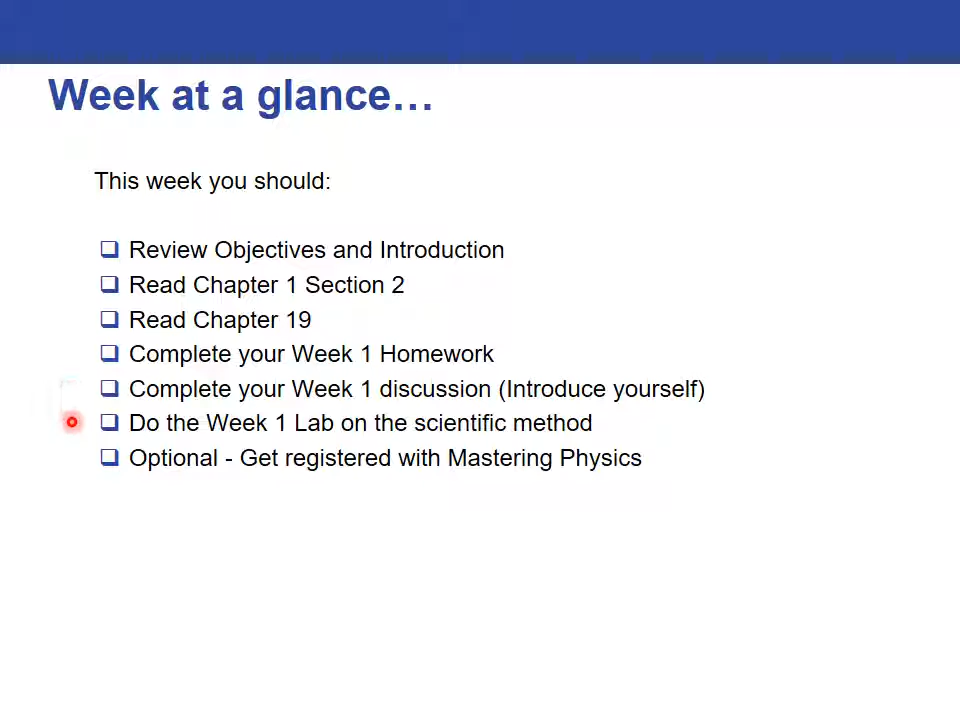 Week at a glance…
This week you should:
❑ Review Objectives and Introduction
❑ Read Chapter 1 Section 2
❑ Read Chapter 19
❑ Complete your Week 1 Homework
❑ Complete your Week 1 discussion (Introduce yourself)
❑ Do the Week 1 Lab on the scientific method
❑ Optional - Get registered with Mastering Physics